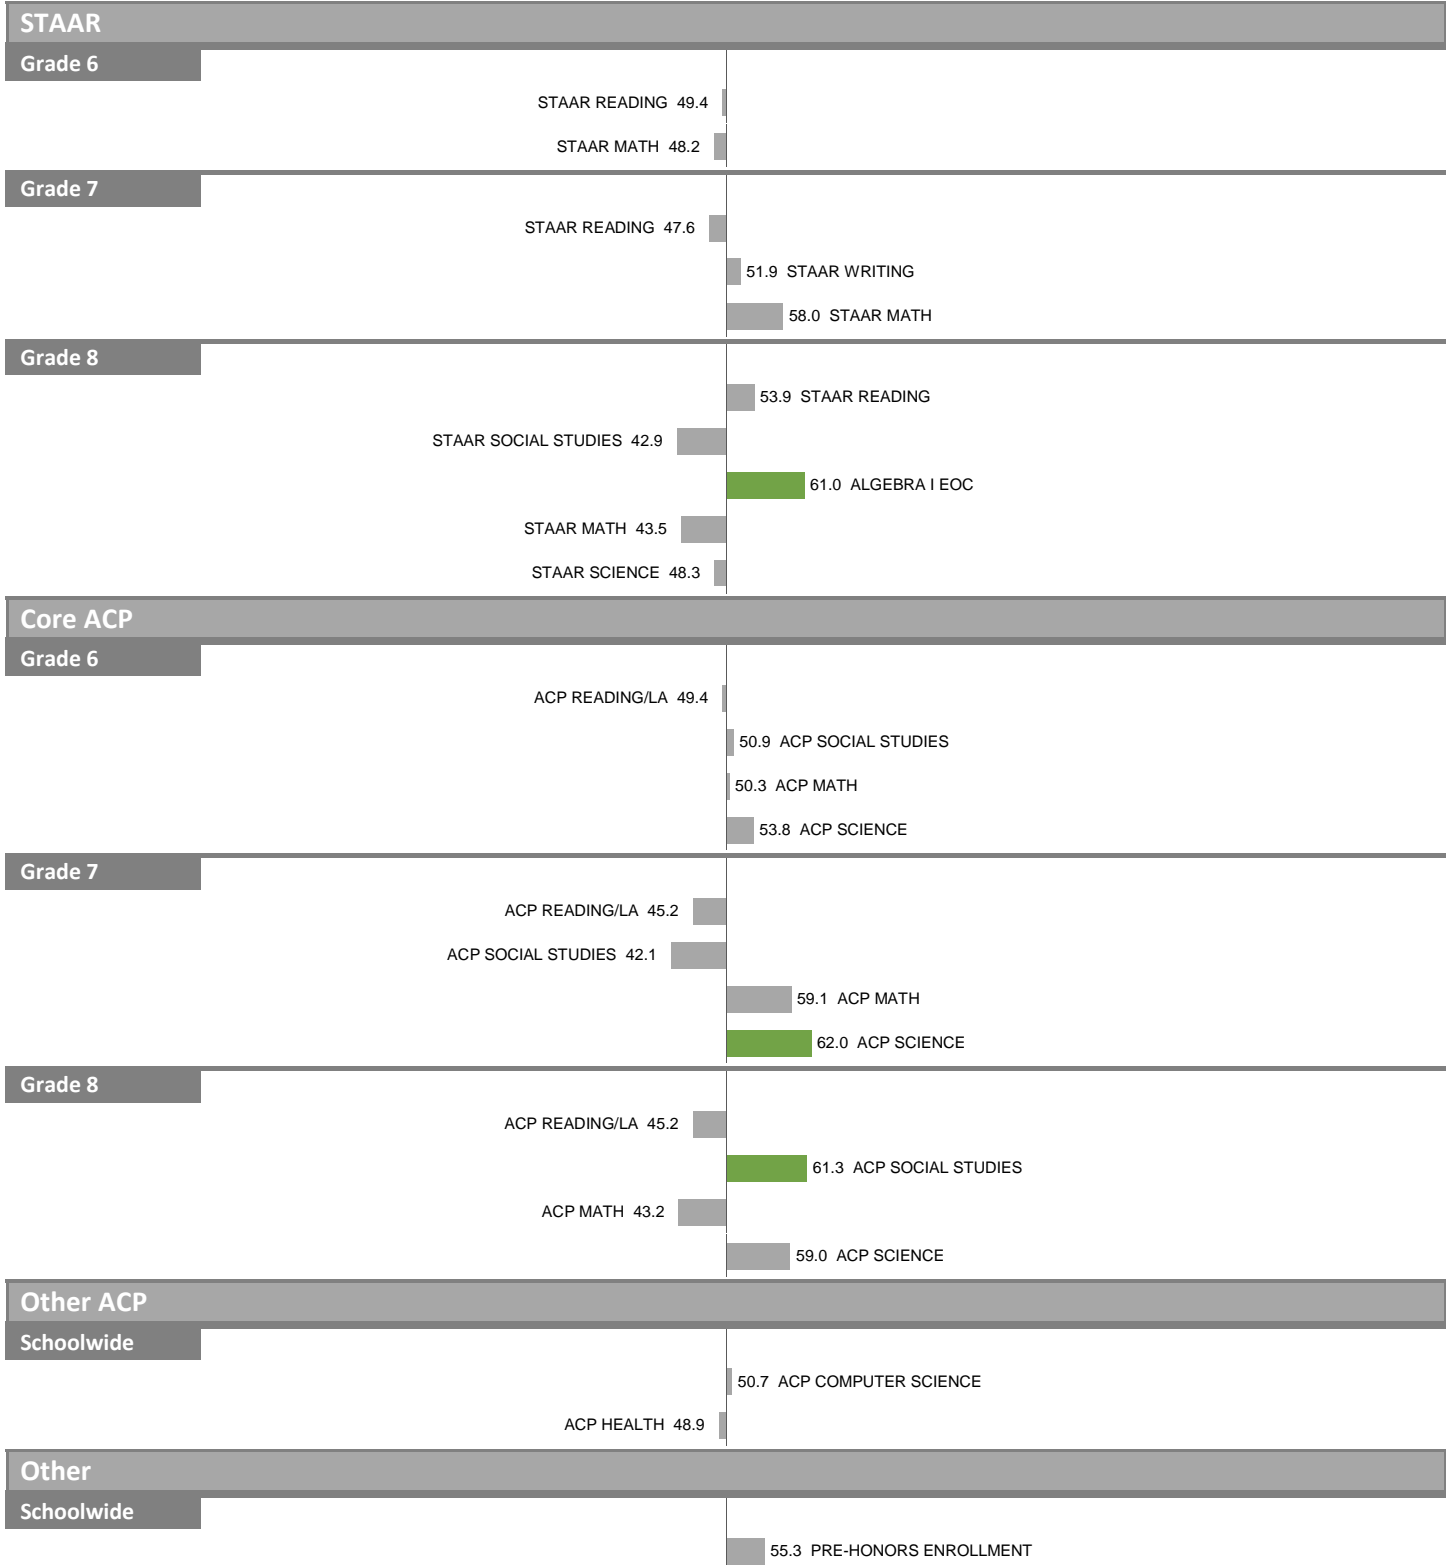 STAAR
Grade 6
STAAR READING 49.4
STAAR MATH 48.2
Grade 7
STAAR READING 47.6
51.9 STAAR WRITING
58.0 STAAR MATH
Grade 8
53.9 STAAR READING
STAAR SOCIAL STUDIES 42.9
61.0 ALGEBRA I EOC
STAAR MATH 43.5
STAAR SCIENCE 48.3
Core ACP
Grade 6
ACP READING/LA 49.4
50.9 ACP SOCIAL STUDIES
50.3 ACP MATH
53.8 ACP SCIENCE
Grade 7
ACP READING/LA 45.2
ACP SOCIAL STUDIES 42.1
59.1 ACP MATH
62.0 ACP SCIENCE
Grade 8
ACP READING/LA 45.2
61.3 ACP SOCIAL STUDIES
ACP MATH 43.2
59.0 ACP SCIENCE
Other ACP
Schoolwide
50.7 ACP COMPUTER SCIENCE
ACP HEALTH 48.9
Other
Schoolwide
55.3 PRE-HONORS ENROLLMENT